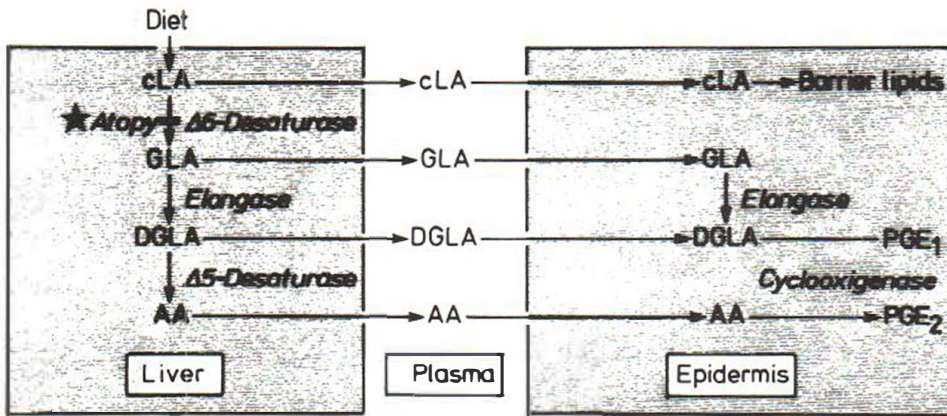 Diet
cLA cLA cLA Barrier lipids
★ Atopy Δ6-Desaturase
GLA GLA GLA
Elongase Elongase
DGLA DGLA DGLA PGE₁
Δ5-Desaturase Cyclooxigenase
AA AA AA PGE₂
Liver Plasma Epidermis